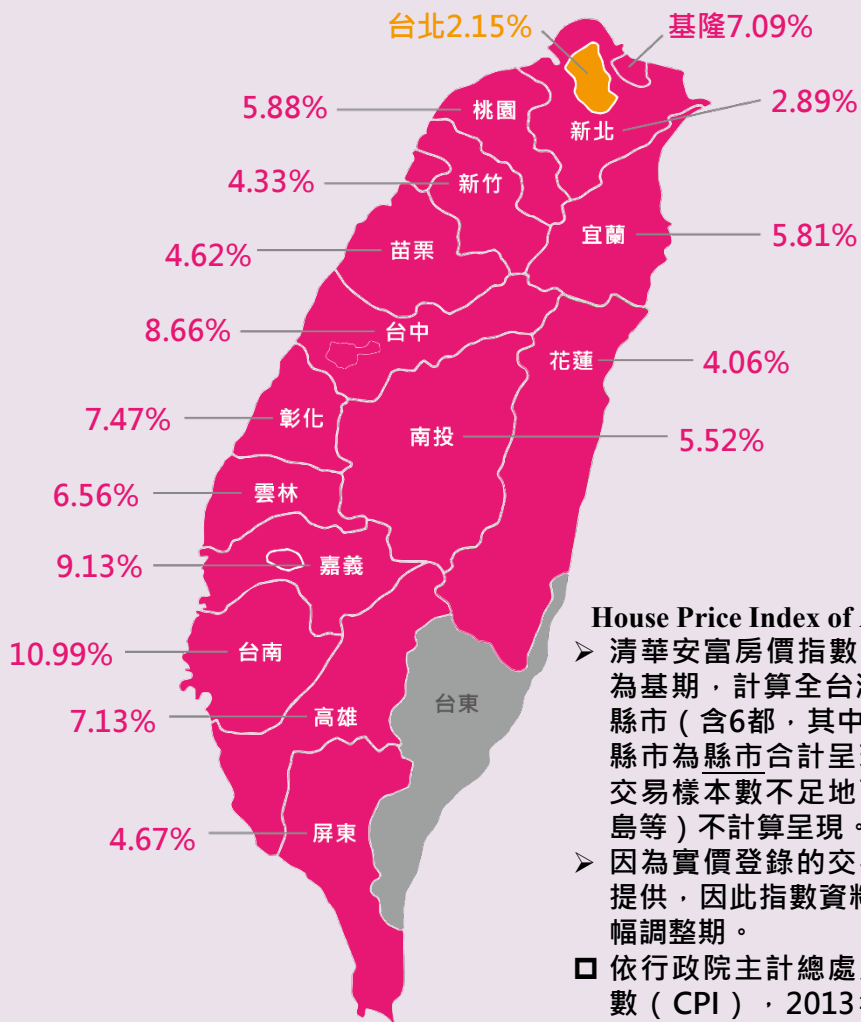 台北2.15%
基隆7.09%
5.88%
桃園
2.89%
新北
4.33%
新竹
4.62%
苗栗
宜蘭
5.81%
8.66%
台中
花蓮
4.06%
7.47%
彰化
南投
5.52%
6.56%
雲林
9.13%
嘉義
10.99%
台南
7.13%
高雄
台東
4.67%
屏東
House Price Index of
➢ 清華安富房價指數
為基期，計算全台
縣市（含6都，其中
縣市為縣市合計呈
交易樣本數不足地
島等）不計算呈現。
➢ 因為實價登錄的交
提供，因此指數資料
幅調整期。
依行政院主計總處
數（CPI），2013